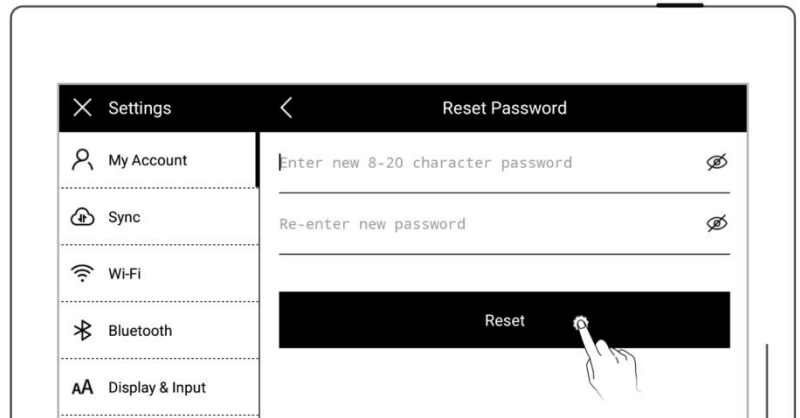 Settings
Reset Password
My Account
Enter new 8-20 character password
Sync
Re-enter new password
Wi-Fi
Reset
Bluetooth
AA Display & Input